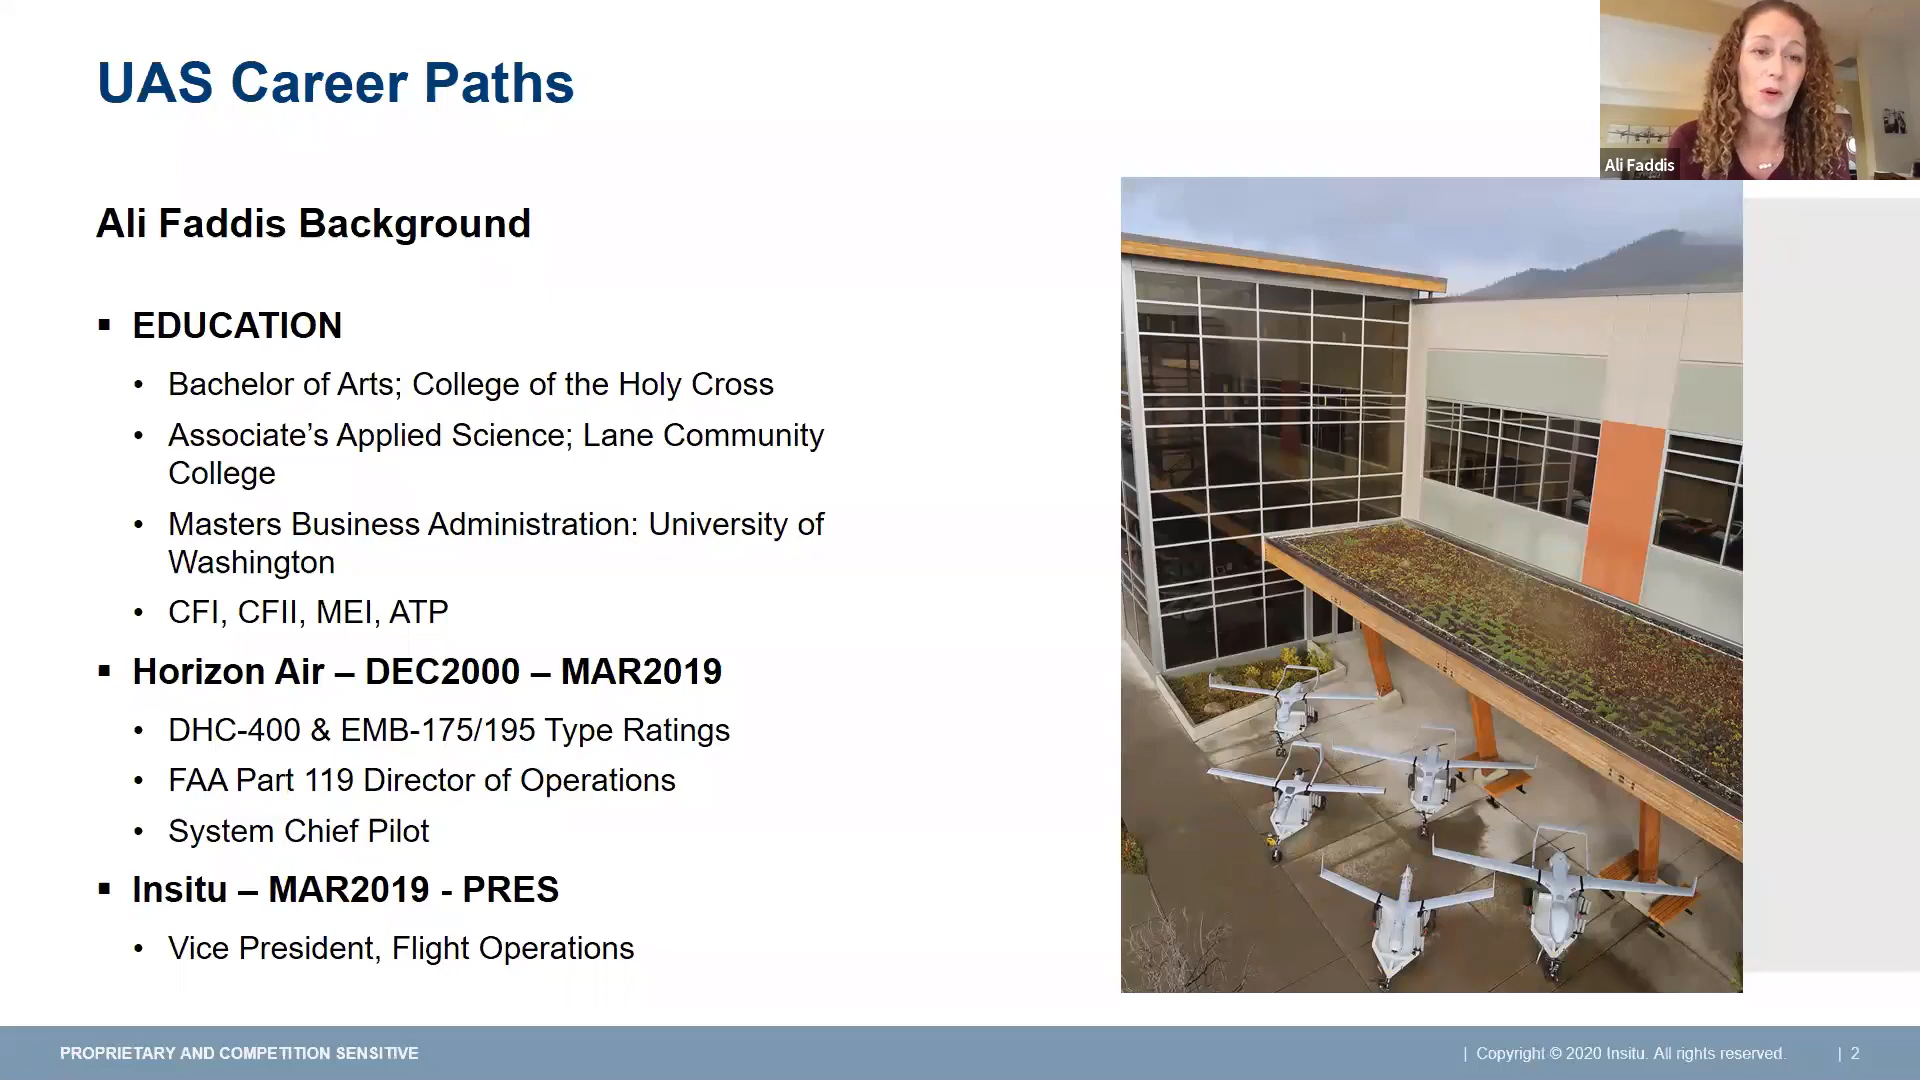 UAS Career Paths
Ali Faddis
Ali Faddis Background
▪ EDUCATION
• Bachelor of Arts; College of the Holy Cross
• Associate’s Applied Science; Lane Community
College
• Masters Business Administration: University of
Washington
• CFI, CFII, MEI, ATP
▪ Horizon Air – DEC2000 – MAR2019
• DHC-400 & EMB-175/195 Type Ratings
• FAA Part 119 Director of Operations
• System Chief Pilot
▪ Insitu – MAR2019 - PRES
• Vice President, Flight Operations
PROPRIETARY AND COMPETITION SENSITIVE
| Copyright © 2020 Insitu. All rights reserved. | 2